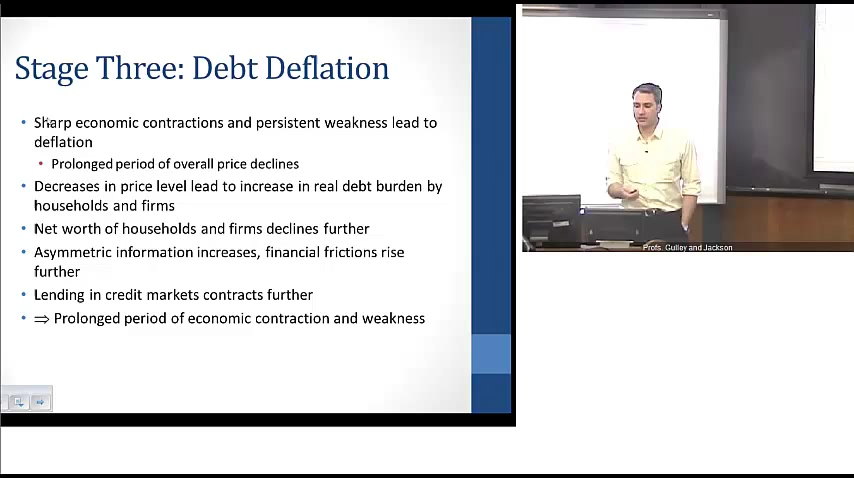 Stage Three: Debt Deflation
• Sharp economic contractions and persistent weakness lead to
deflation
• Prolonged period of overall price declines
• Decreases in price level lead to increase in real debt burden by
households and firms
• Net worth of households and firms declines further
• Asymmetric information increases, financial frictions rise
further
• Lending in credit markets contracts further
• ⇒ Prolonged period of economic contraction and weakness
Profs. Gulley and Jackson